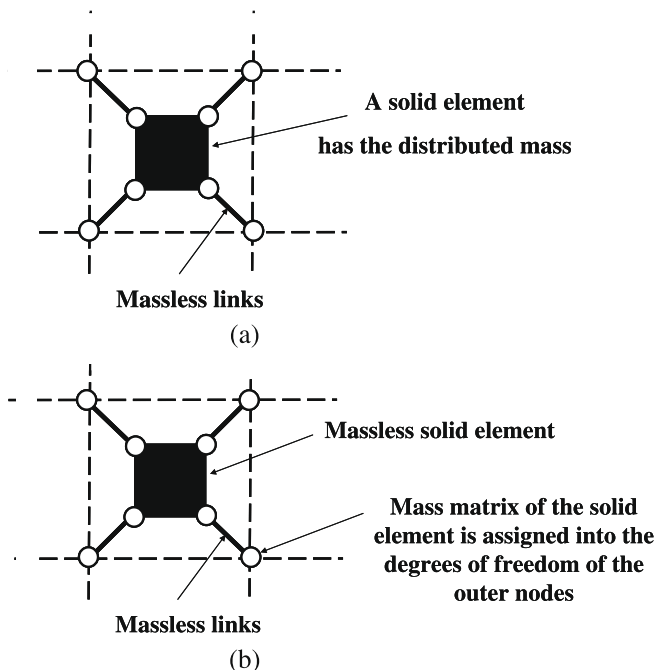 A solid element
has the distributed mass
Massless links
(a)
Massless solid element
Mass matrix of the solid
element is assigned into the
degrees of freedom of the
outer nodes
Massless links
(b)